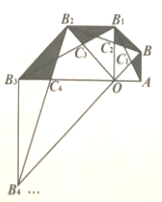 B₂ B₁
C₃ C₂ C₁ B
B₃ C₄ O A
B₄ ...